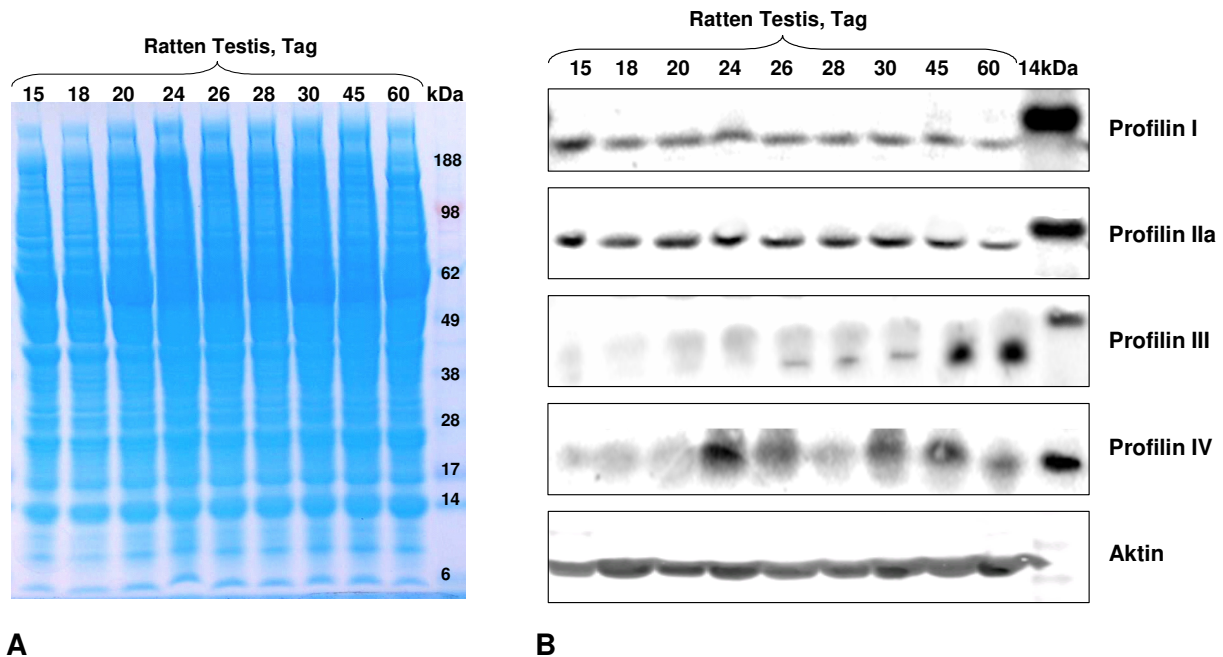 Ratten Testis, Tag
15 18 20 24 26 28 30 45 60 kDa
188
98
62
49
38
28
17
14
6
A
Ratten Testis, Tag
15 18 20 24 26 28 30 45 60 14kDa
Profilin I
Profilin IIa
Profilin III
Profilin IV
Aktin
B